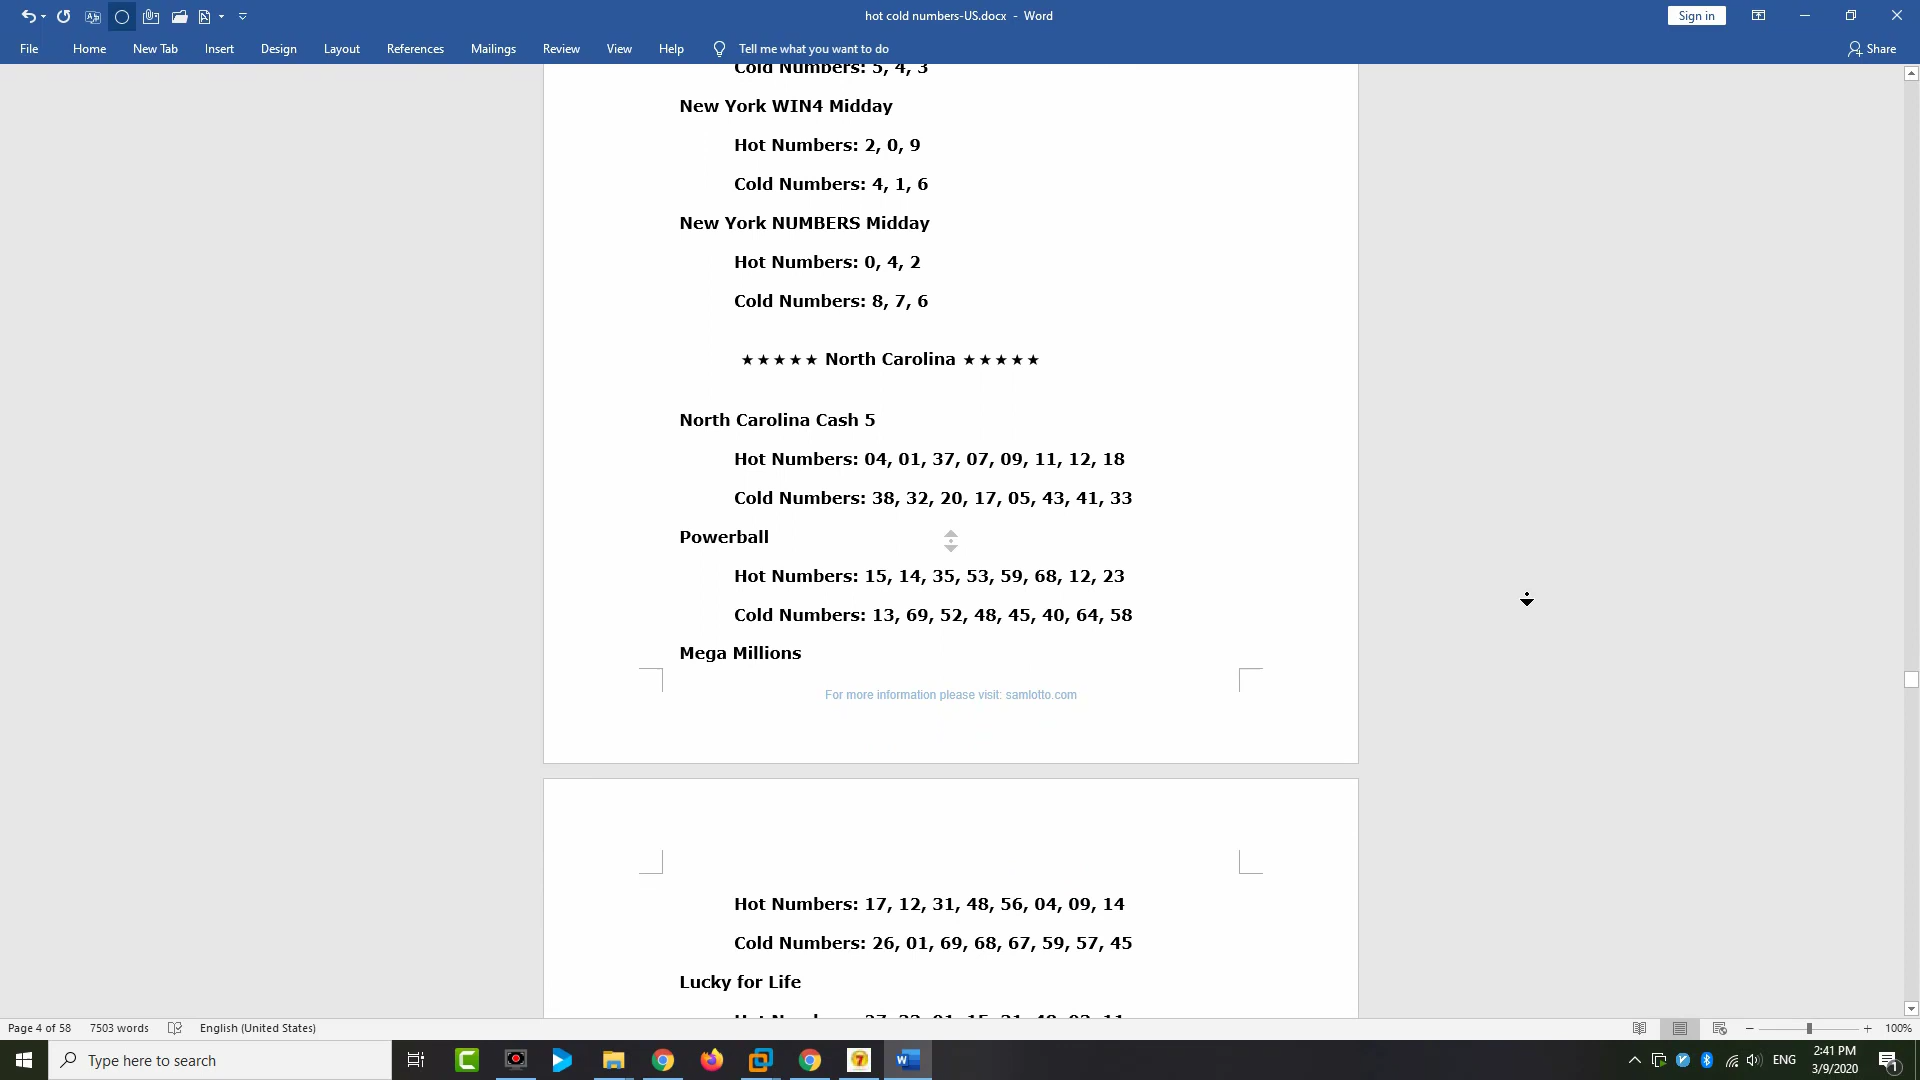 hot cold numbers-US.docx - Word
Sign in
File Home New Tab Insert Design Layout References Mailings Review View Help Tell me what you want to do Share
Cold Numbers: 5, 4, 3
New York WIN4 Midday
Hot Numbers: 2, 0, 9
Cold Numbers: 4, 1, 6
New York NUMBERS Midday
Hot Numbers: 0, 4, 2
Cold Numbers: 8, 7, 6
★★★★★ North Carolina ★★★★★
North Carolina Cash 5
Hot Numbers: 04, 01, 37, 07, 09, 11, 12, 18
Cold Numbers: 38, 32, 20, 17, 05, 43, 41, 33
Powerball
Hot Numbers: 15, 14, 35, 53, 59, 68, 12, 23
Cold Numbers: 13, 69, 52, 48, 45, 40, 64, 58
Mega Millions
For more information please visit: samlotto.com
Hot Numbers: 17, 12, 31, 48, 56, 04, 09, 14
Cold Numbers: 26, 01, 69, 68, 67, 59, 57, 45
Lucky for Life
Page 4 of 58 7503 words English (United States) 100%
Type here to search
ENG
2:41 PM
3/9/2020